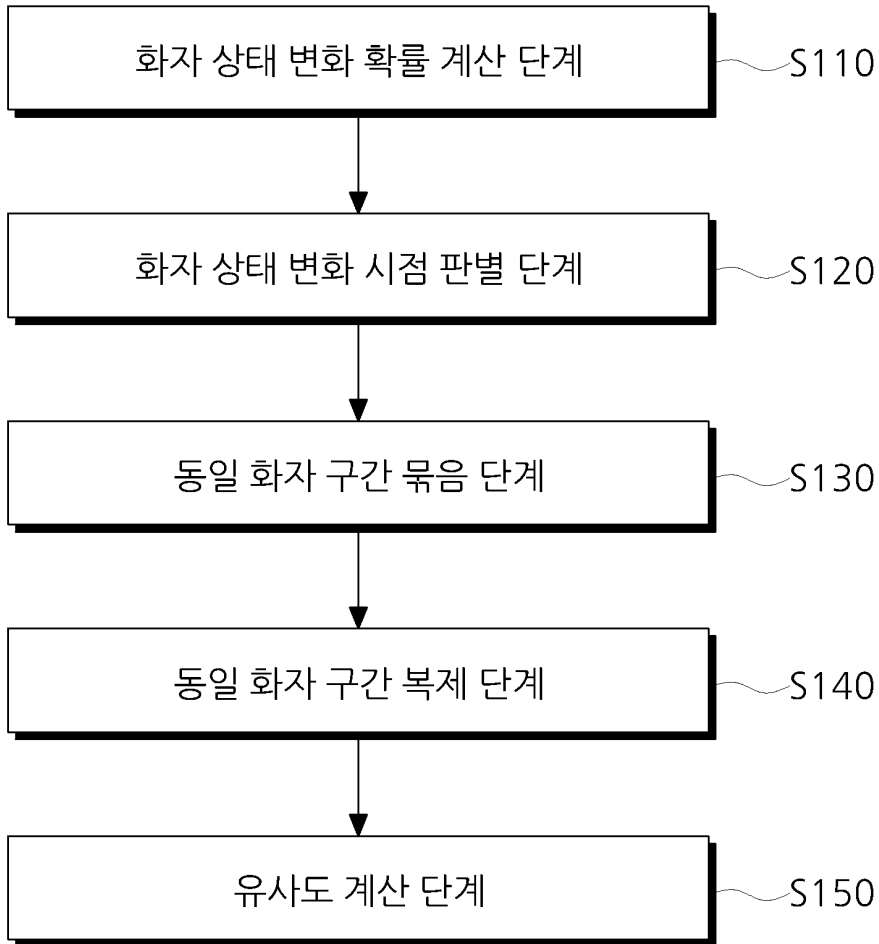 화자 상태 변화 확률 계산 단계 S110
화자 상태 변화 시점 판별 단계 S120
동일 화자 구간 묶음 단계 S130
동일 화자 구간 복제 단계 S140
유사도 계산 단계 S150